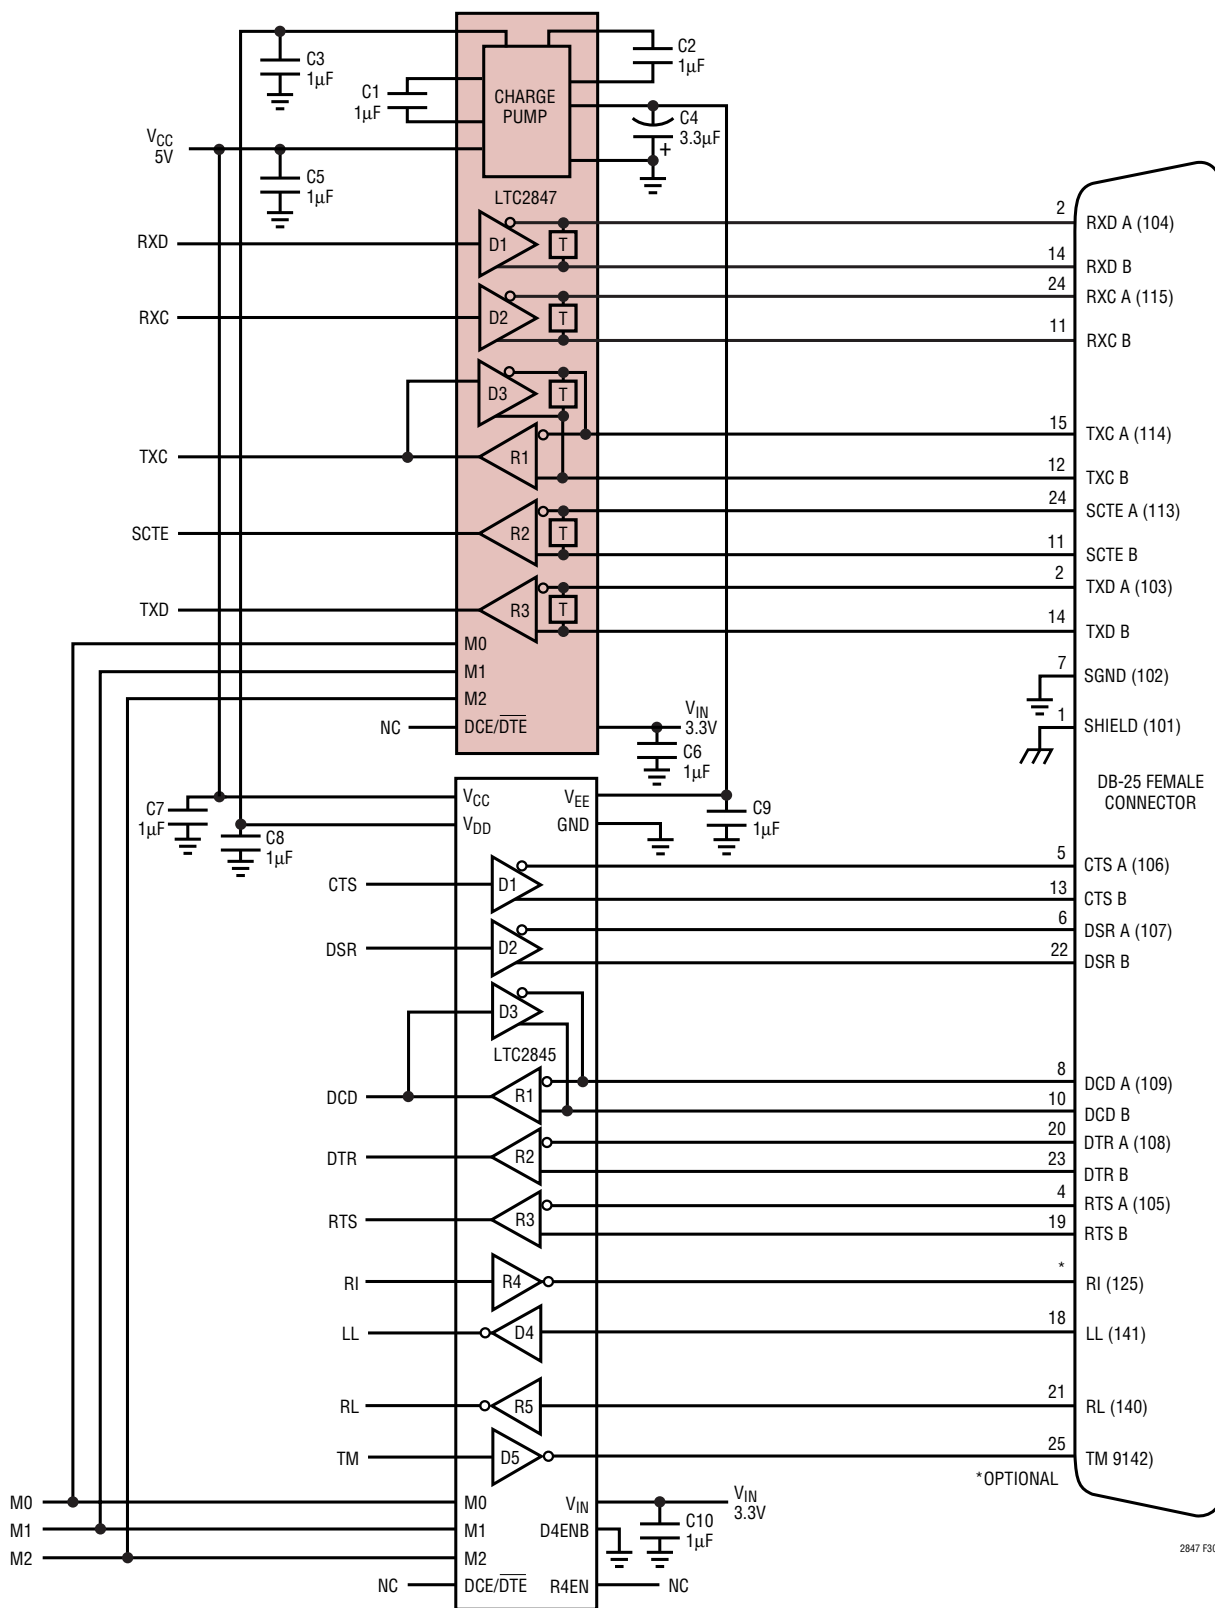 C3
1µF
C2
1µF
C1
1µF
CHARGE
PUMP
C4
3.3µF
+
VCC
5V
C5
1µF
LTC2847
RXD
D1
T
2
RXD A (104)
14
RXD B
RXC
D2
T
24
RXC A (115)
11
RXC B
D3
T
TXC
R1
15
TXC A (114)
12
TXC B
SCTE
R2
T
24
SCTE A (113)
11
SCTE B
TXD
R3
T
2
TXD A (103)
14
TXD B
M0
M1
M2
NC
DCE/DTE
VIN
3.3V
C6
1µF
7
SGND (102)
1
SHIELD (101)
DB-25 FEMALE
CONNECTOR
C7
1µF
C8
1µF
VCC
VDD
VEE
GND
C9
1µF
CTS
D1
5
CTS A (106)
13
CTS B
DSR
D2
6
DSR A (107)
22
DSR B
D3
LTC2845
DCD
R1
8
DCD A (109)
10
DCD B
DTR
R2
20
DTR A (108)
23
DTR B
RTS
R3
4
RTS A (105)
19
RTS B
RI
R4
*
RI (125)
LL
D4
18
LL (141)
RL
R5
21
RL (140)
TM
D5
25
TM 9142)
*OPTIONAL
M0
M1
M2
M0
M1
M2
NC
DCE/DTE
VIN
D4ENB
R4EN
NC
VIN
3.3V
C10
1µF
2847 F30